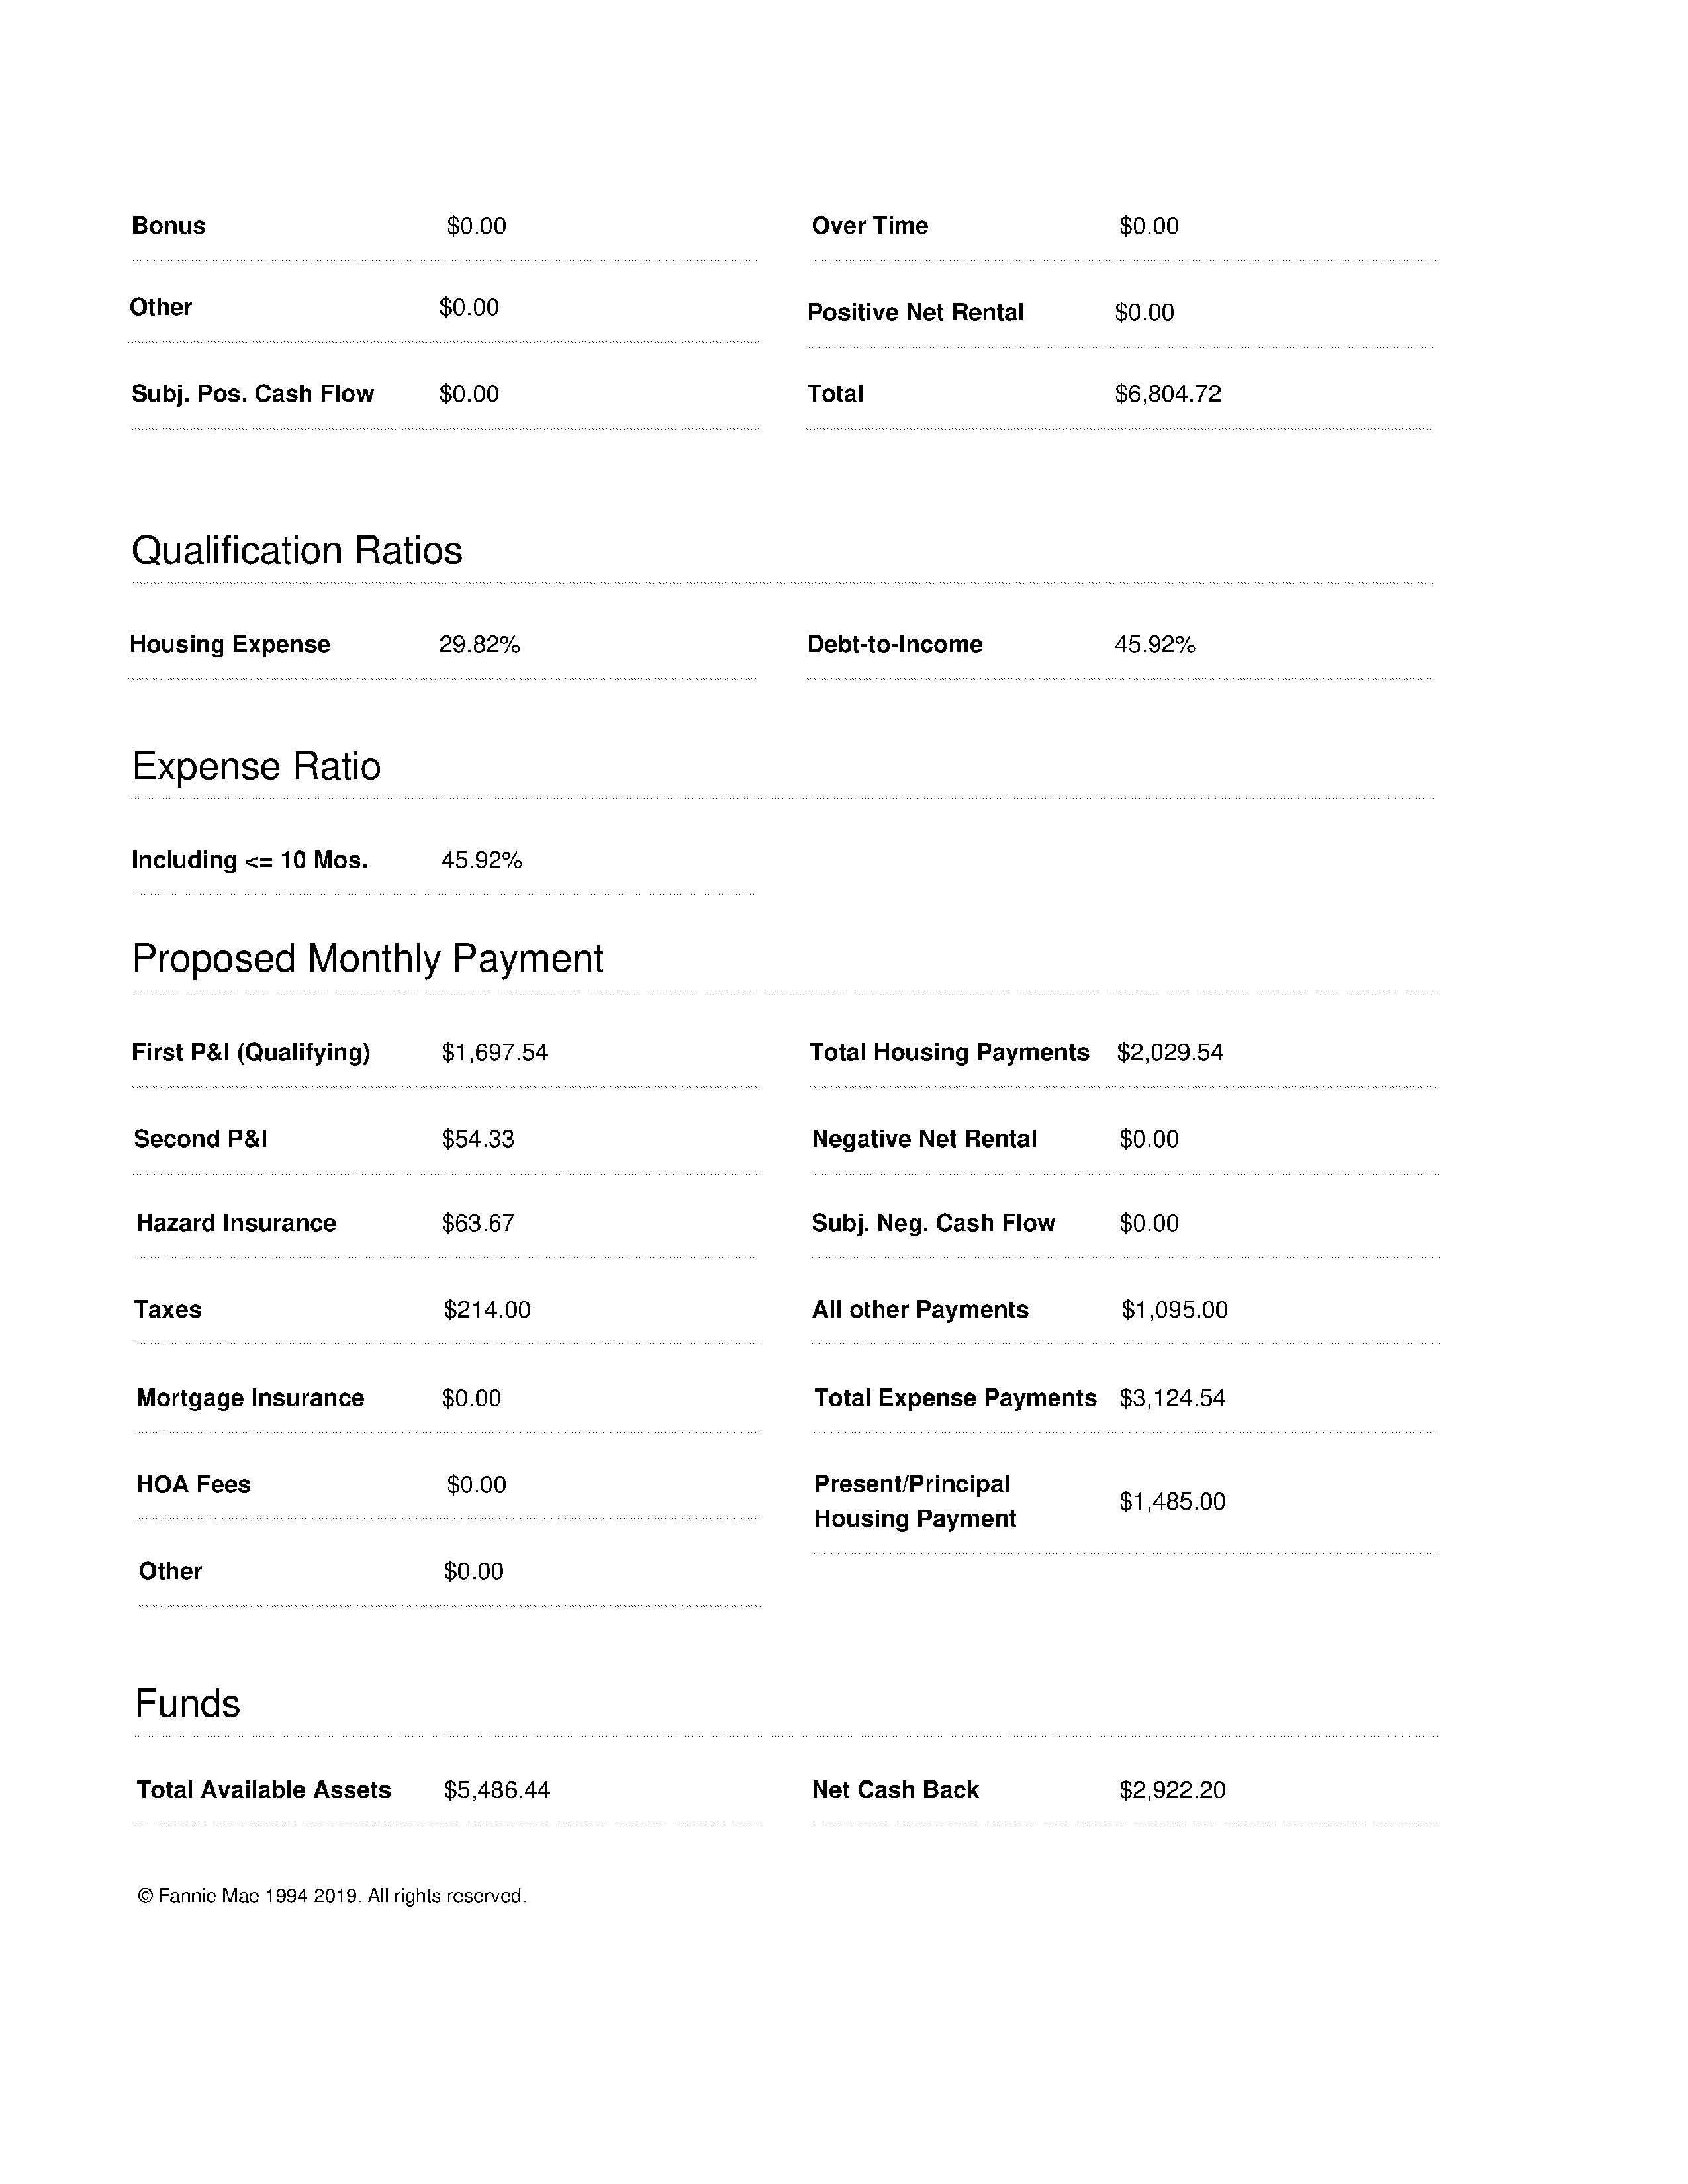 Bonus $0.00 Over Time $0.00
Other $0.00 Positive Net Rental $0.00
Subj. Pos. Cash Flow $0.00 Total $6,804.72
Qualification Ratios
Housing Expense 29.82% Debt-to-Income 45.92%
Expense Ratio
Including <= 10 Mos. 45.92%
Proposed Monthly Payment
First P&I (Qualifying) $1,697.54 Total Housing Payments $2,029.54
Second P&I $54.33 Negative Net Rental $0.00
Hazard Insurance $63.67 Subj. Neg. Cash Flow $0.00
Taxes $214.00 All other Payments $1,095.00
Mortgage Insurance $0.00 Total Expense Payments $3,124.54
HOA Fees $0.00 Present/Principal
Housing Payment $1,485.00
Other $0.00
Funds
Total Available Assets $5,486.44 Net Cash Back $2,922.20
© Fannie Mae 1994-2019. All rights reserved.